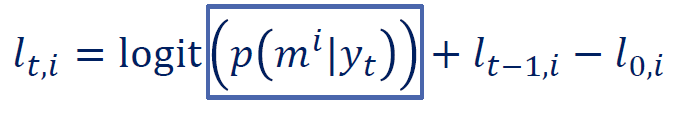 l_{t,i} = logit(p(m^i|y_t)) + l_{t−1,i} − l_{0,i}